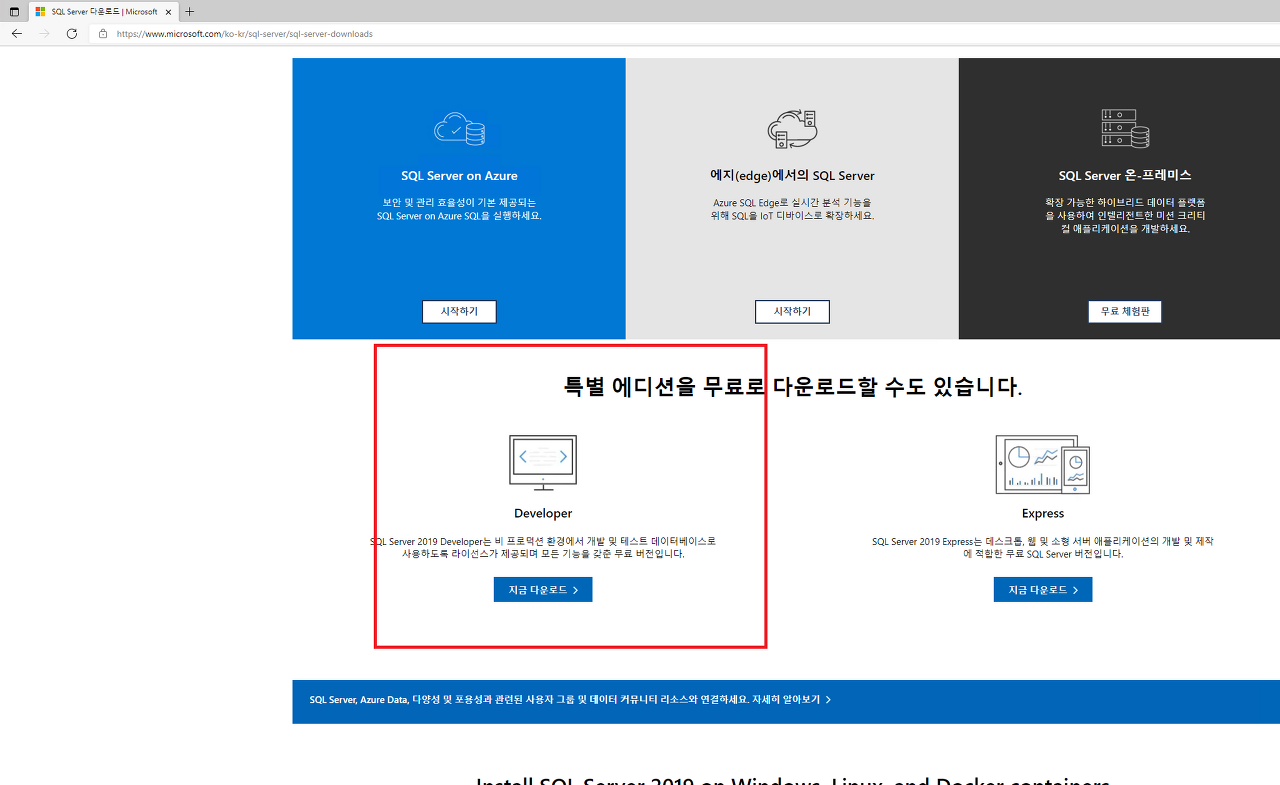 SQL Server 다운로드 | Microsoft
https://www.microsoft.com/ko-kr/sql-server/sql-server-downloads
SQL Server on Azure
보안 및 관리 효율성이 기본 제공되는
SQL Server on Azure SQL을 실행하세요.
시작하기
에지(edge)에서의 SQL Server
Azure SQL Edge로 실시간 분석 기능을
위해 SQL을 IoT 디바이스로 확장하세요.
시작하기
SQL Server 온-프레미스
확장 가능한 하이브리드 데이터 플랫폼
을 사용하여 인텔리전트한 미션 크리티
컬 애플리케이션을 개발하세요.
무료 체험판
특별 에디션을 무료로 다운로드할 수도 있습니다.
Developer
SQL Server 2019 Developer는 비 프로덕션 환경에서 개발 및 테스트 데이터베이스로
사용하도록 라이선스가 제공되며 모든 기능을 갖춘 무료 버전입니다.
지금 다운로드
Express
SQL Server 2019 Express는 데스크톱, 웹 및 소형 서버 애플리케이션의 개발 및 제작
에 적합한 무료 SQL Server 버전입니다.
지금 다운로드
SQL Server, Azure Data, 다양성 및 포용성과 관련된 사용자 그룹 및 데이터 커뮤니티 리소스와 연결하세요. 자세히 알아보기
Install SQL Server 2019 on Windows, Linux, and Docker containers